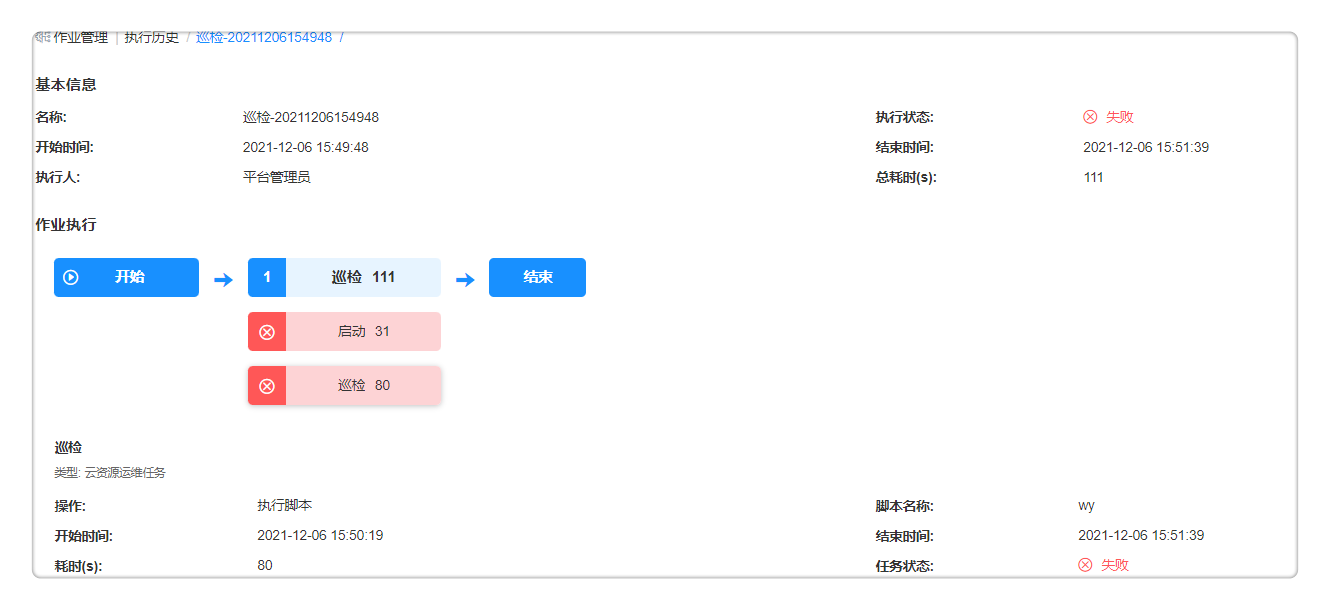 作业管理 | 执行历史 / 巡检-20211206154948 /
基本信息
名称: 巡检-20211206154948 执行状态: 失败
开始时间: 2021-12-06 15:49:48 结束时间: 2021-12-06 15:51:39
执行人: 平台管理员 总耗时(s): 111
作业执行
开始 1 巡检 111 结束
启动 31
巡检 80
巡检
类型: 云资源运维任务
操作: 执行脚本 脚本名称: wy
开始时间: 2021-12-06 15:50:19 结束时间: 2021-12-06 15:51:39
耗时(s): 80 任务状态: 失败